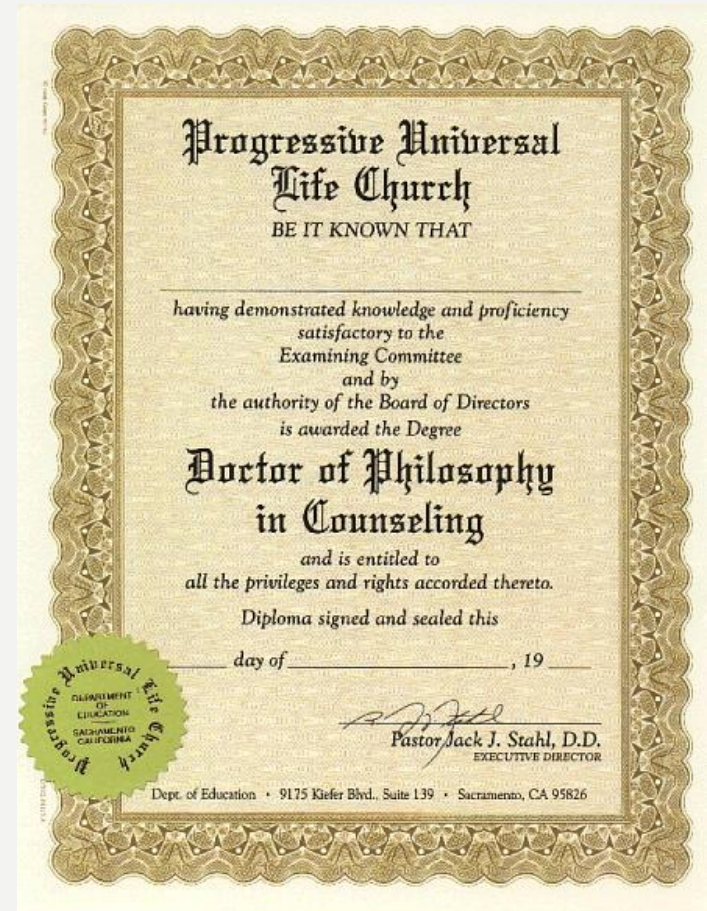 Progressive Universal
Life Church
BE IT KNOWN THAT
having demonstrated knowledge and proficiency
satisfactory to the
Examining Committee
and by
the authority of the Board of Directors
is awarded the Degree
Doctor of Philosophy
in Counseling
and is entitled to
all the privileges and rights accorded thereto.
Diploma signed and sealed this
day of , 19
Pastor Jack J. Stahl, D.D.
EXECUTIVE DIRECTOR
Progressive Universal Life Church
DEPARTMENT
OF
EDUCATION
SACRAMENTO
CALIFORNIA
Dept. of Education • 9175 Kiefer Blvd., Suite 139 • Sacramento, CA 95826